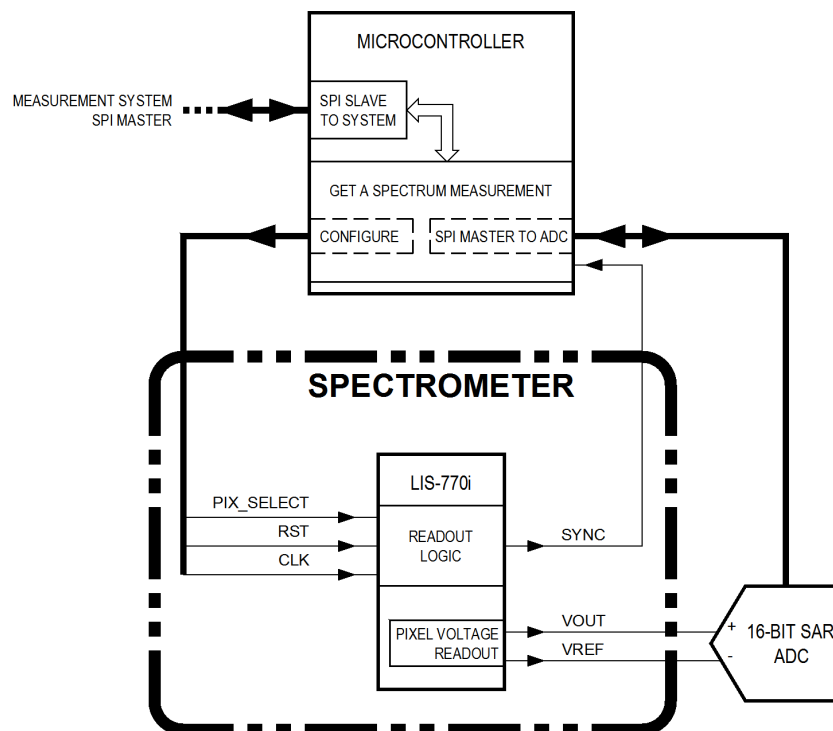 MICROCONTROLLER
MEASUREMENT SYSTEM
SPI MASTER
SPI SLAVE
TO SYSTEM
GET A SPECTRUM MEASUREMENT
CONFIGURE
SPI MASTER TO ADC
SPECTROMETER
LIS-770i
PIX_SELECT
RST
CLK
READOUT
LOGIC
SYNC
PIXEL VOLTAGE
READOUT
VOUT
VREF
+
-
16-BIT SAR
ADC